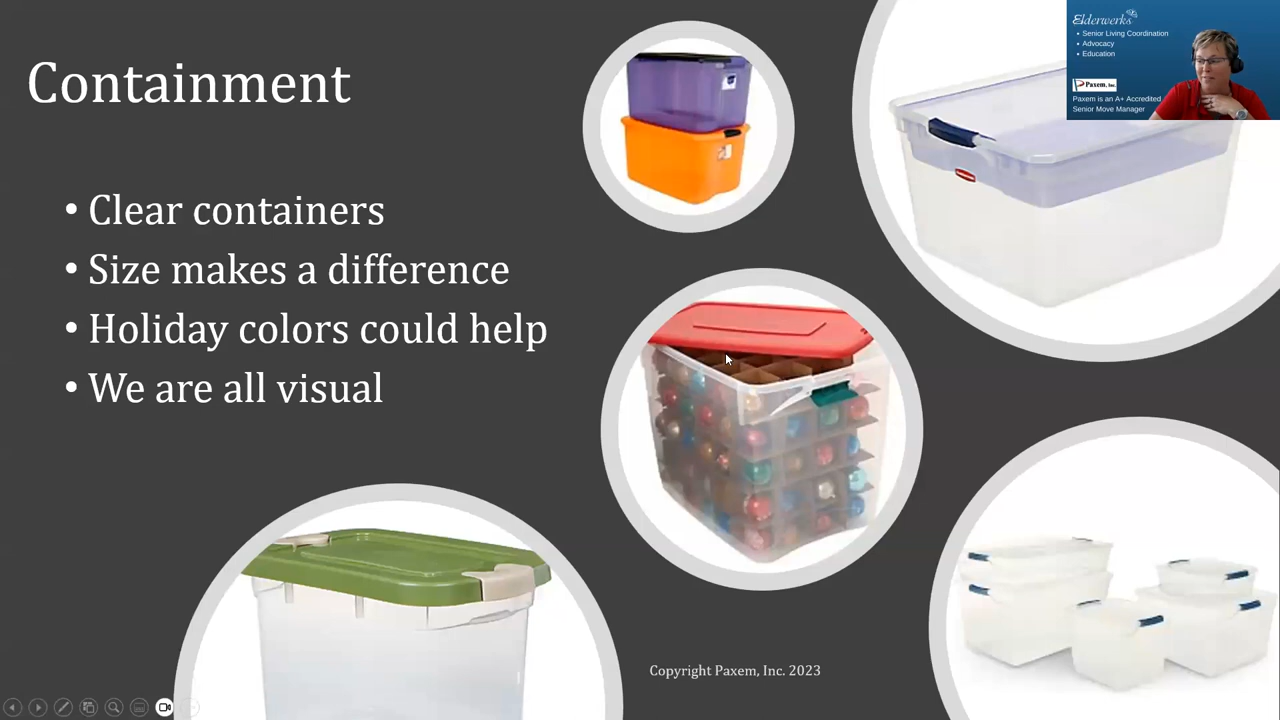 Containment
• Clear containers
• Size makes a difference
• Holiday colors could help
• We are all visual
Copyright Paxem, Inc. 2023
Elderwerks
• Senior Living Coordination
• Advocacy
• Education
Paxem, Inc.
Paxem is an A+ Accredited
Senior Move Manager